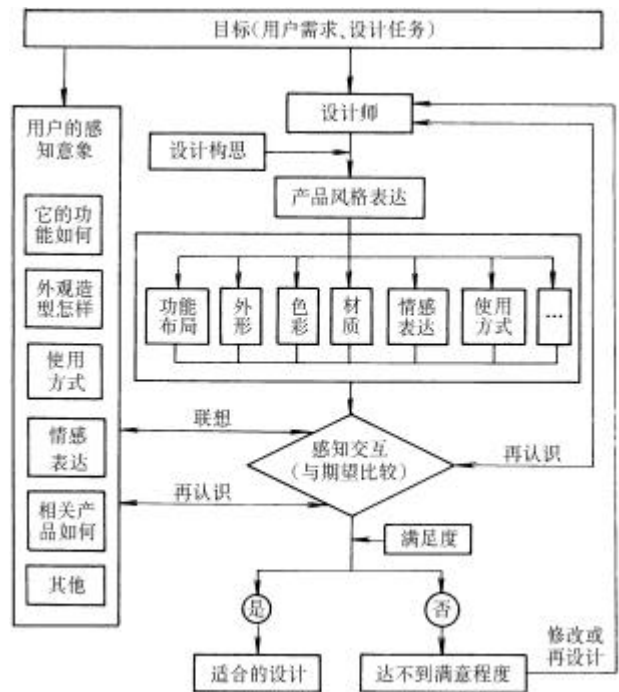 目标(用户需求、设计任务)
用户的感
知意象
它的功
能如何
外观造
型怎样
使用
方式
情感
表达
相关产
品如何
其他
设计师
设计构思
产品风格表达
功能
布局
外
形
色
彩
材
质
情感
表达
使用
方式
…
联想
再认识
感知交互
(与期望比较)
再认识
满足度
是
否
适合的设计
达不到满意程度
修改或
再设计